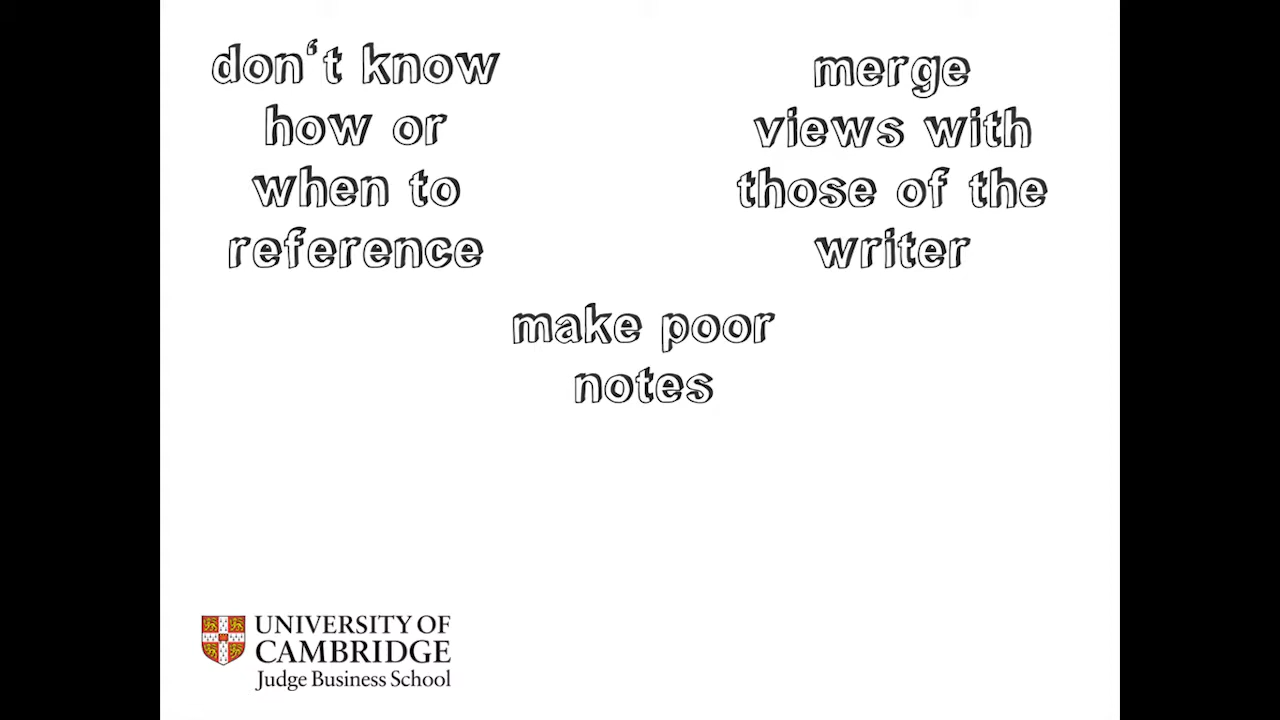 don't know
how or
when to
reference
merge
views with
those of the
writer
make poor
notes
UNIVERSITY OF
CAMBRIDGE
Judge Business School